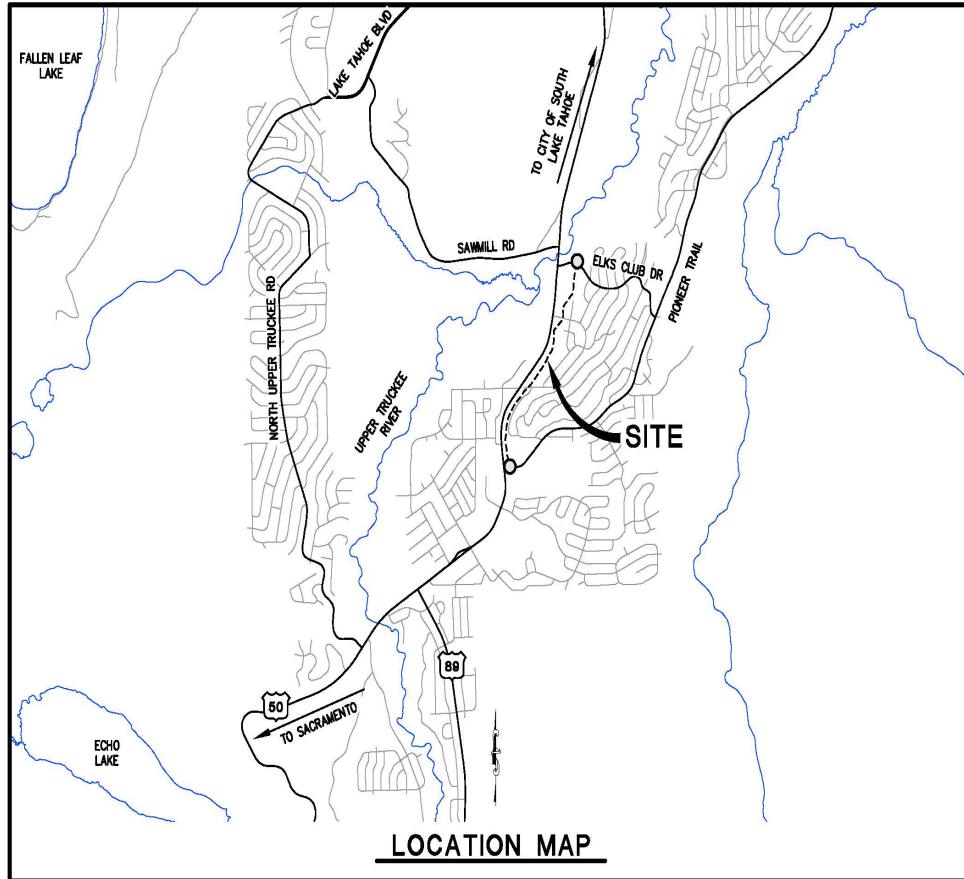 FALLEN LEAF
LAKE
LAKE TAHOE BLVD
TO CITY OF SOUTH
LAKE TAHOE
SAWMILL RD
ELKS CLUB DR
PIONEER TRAIL
NORTH UPPER TRUCKEE RD
UPPER TRUCKEE
RIVER
SITE
89
50
TO SACRAMENTO
ECHO
LAKE
LOCATION MAP